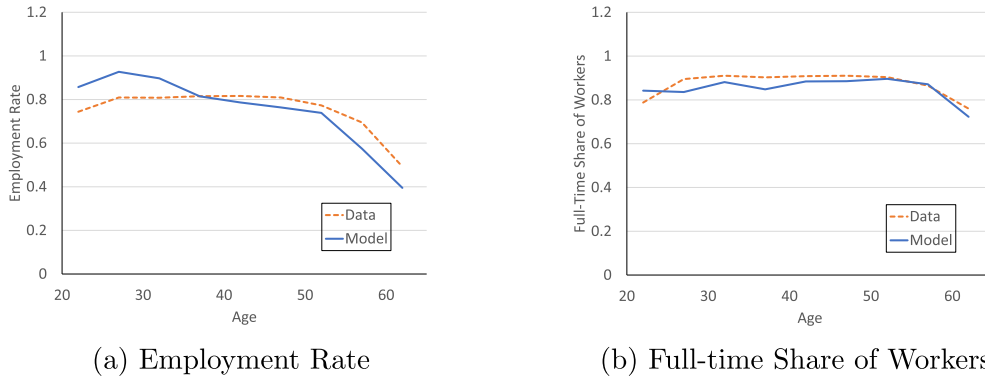 1.2
1
0.8
0.6
0.4
0.2
0
Employment Rate
20
30
40
50
60
Age
Data
Model
(a) Employment Rate
1.2
1
0.8
0.6
0.4
0.2
0
Full-Time Share of Workers
20
30
40
50
60
Age
Data
Model
(b) Full-time Share of Workers